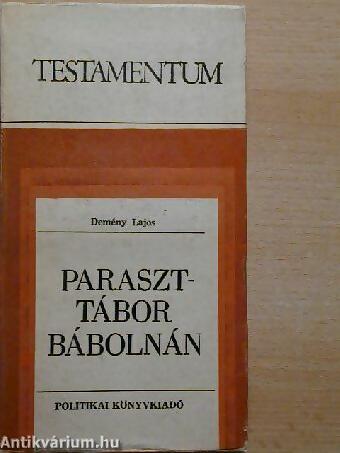 TESTAMENTUM
Demény Lajos
PARASZT-
TÁBOR
BÁBOLNÁN
POLITIKAI KÖNYVKIADÓ
Antikvárium.hu